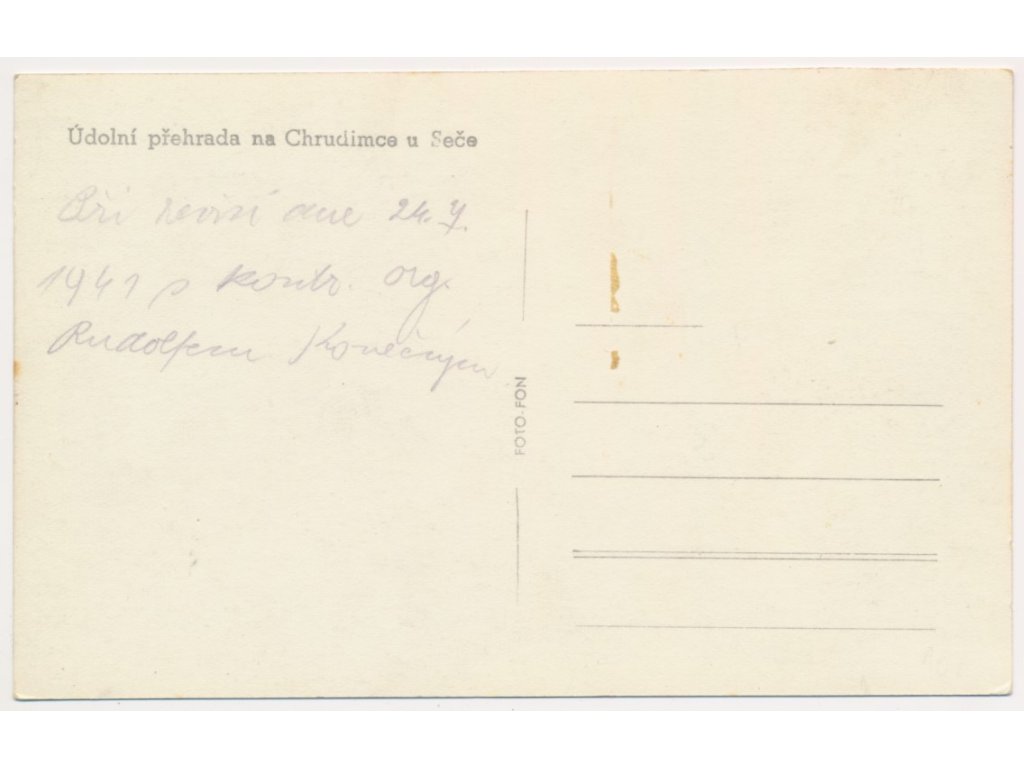 Údolní přehrada na Chrudimce u Seče
Při revisi dne 24. 7.
1941 s kontr. org.
Rudolfem Konečným
FOTO-FON